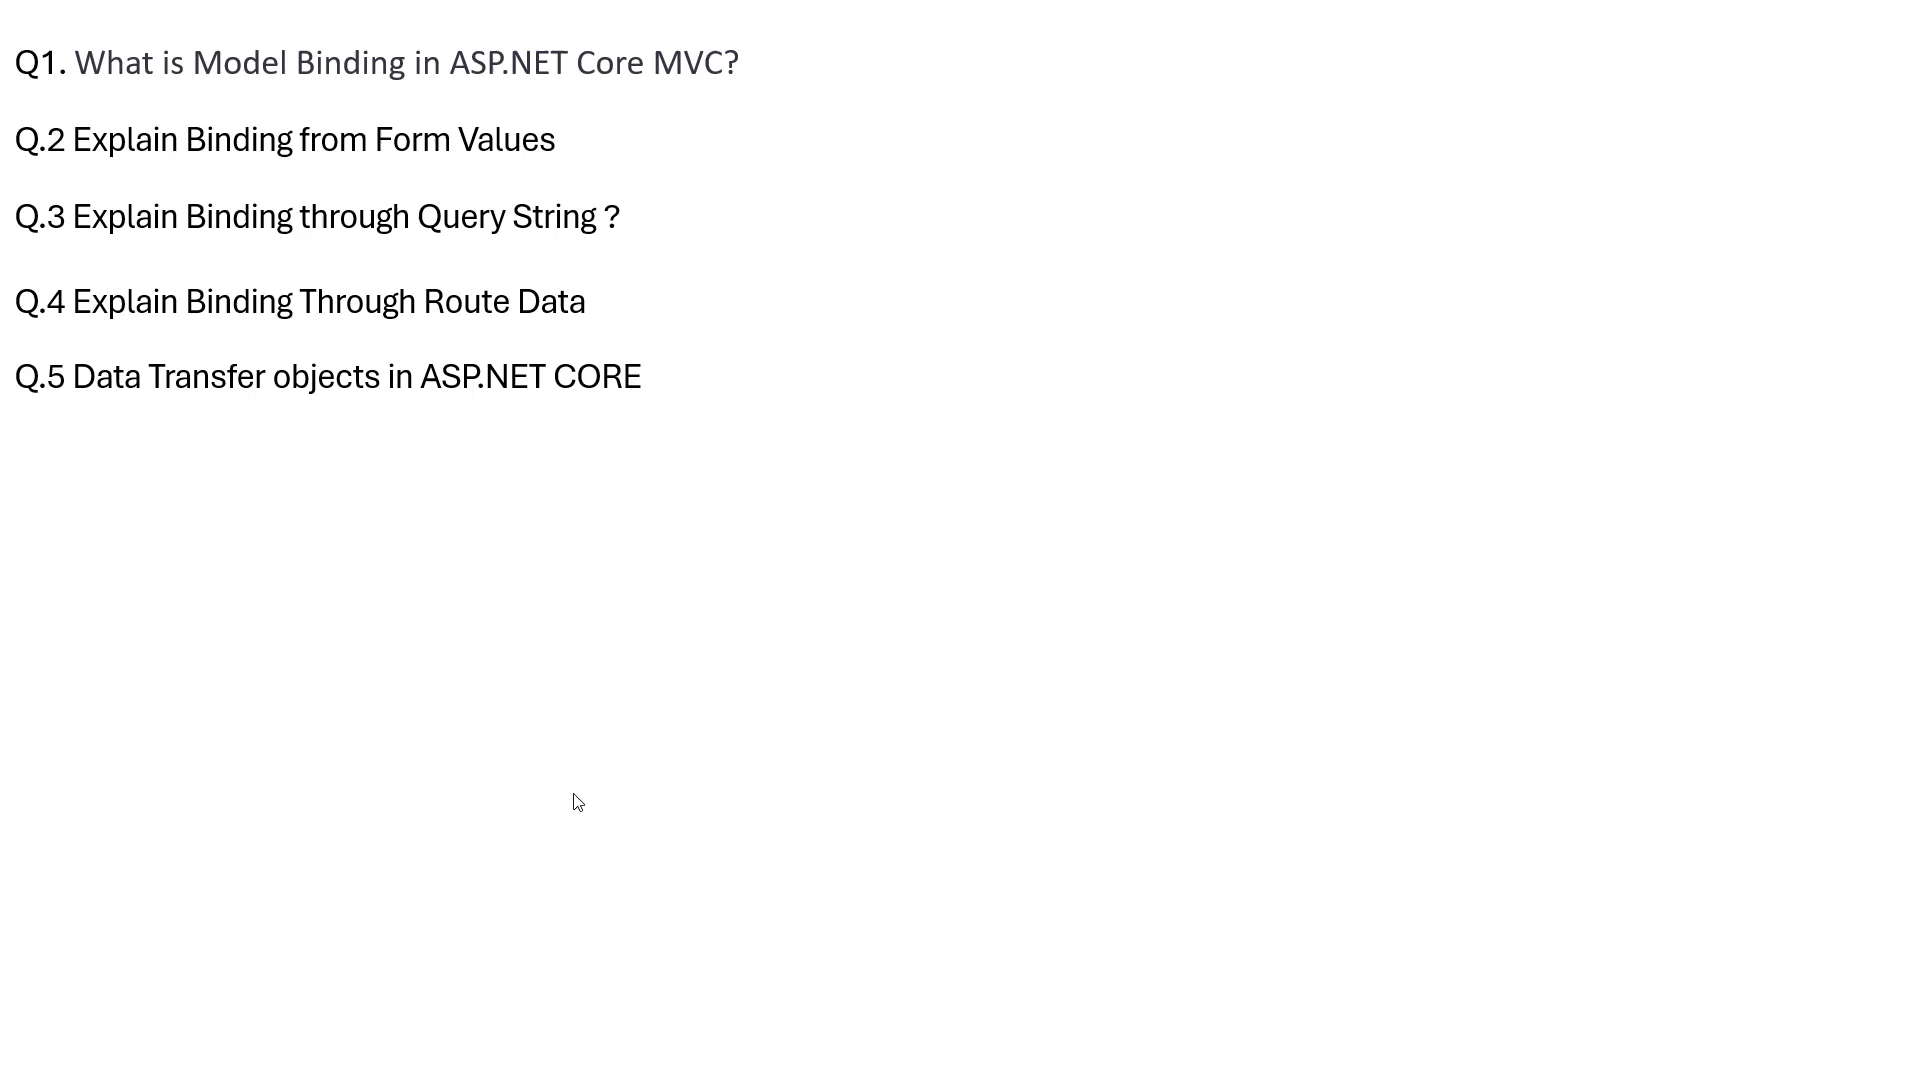 Q1. What is Model Binding in ASP.NET Core MVC?
Q.2 Explain Binding from Form Values
Q.3 Explain Binding through Query String ?
Q.4 Explain Binding Through Route Data
Q.5 Data Transfer objects in ASP.NET CORE